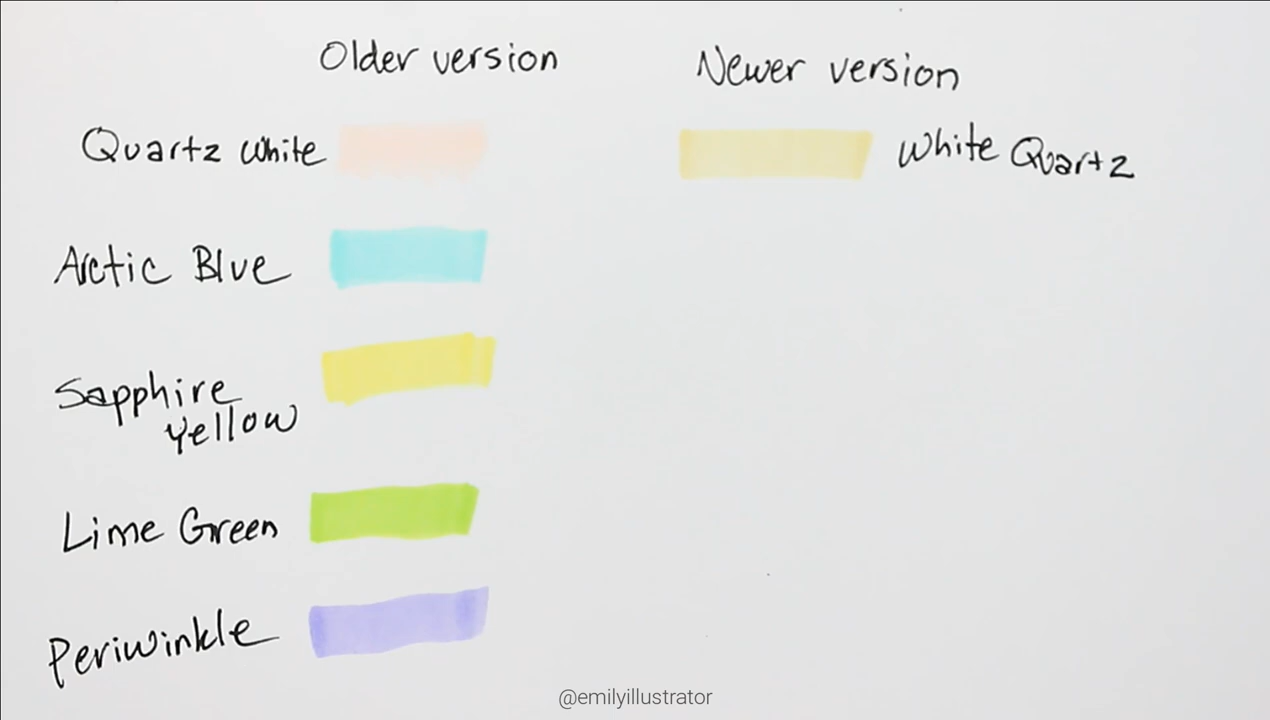 Older version
Newer version
Quartz White
White Quartz
Arctic Blue
Sapphire
Yellow
Lime Green
Periwinkle
@emilyillustrator